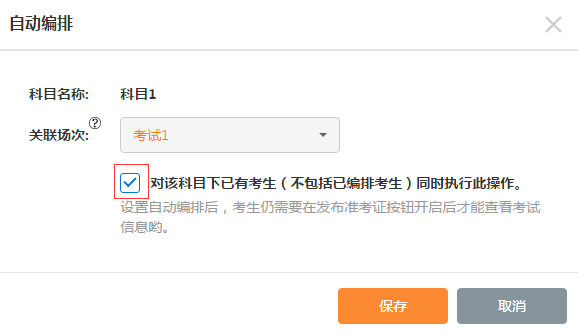 自动编排
科目名称: 科目1
关联场次: ?
考试1
对该科目下已有考生（不包括已编排考生）同时执行此操作。
设置自动编排后，考生仍需要在发布准考证按钮开启后才能查看考试
信息哟。
保存 取消